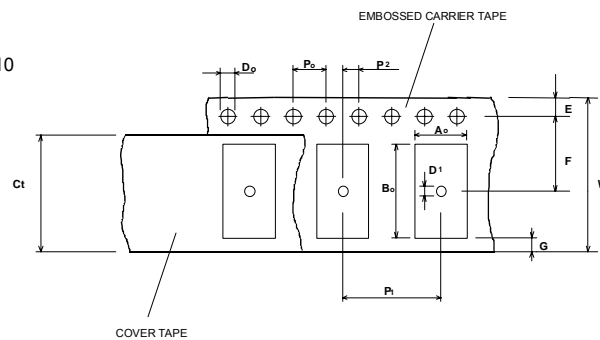 EMBOSSED CARRIER TAPE
10
Do
Po
P2
E
Ao
F
D1
Ct
Bo
G
P1
COVER TAPE